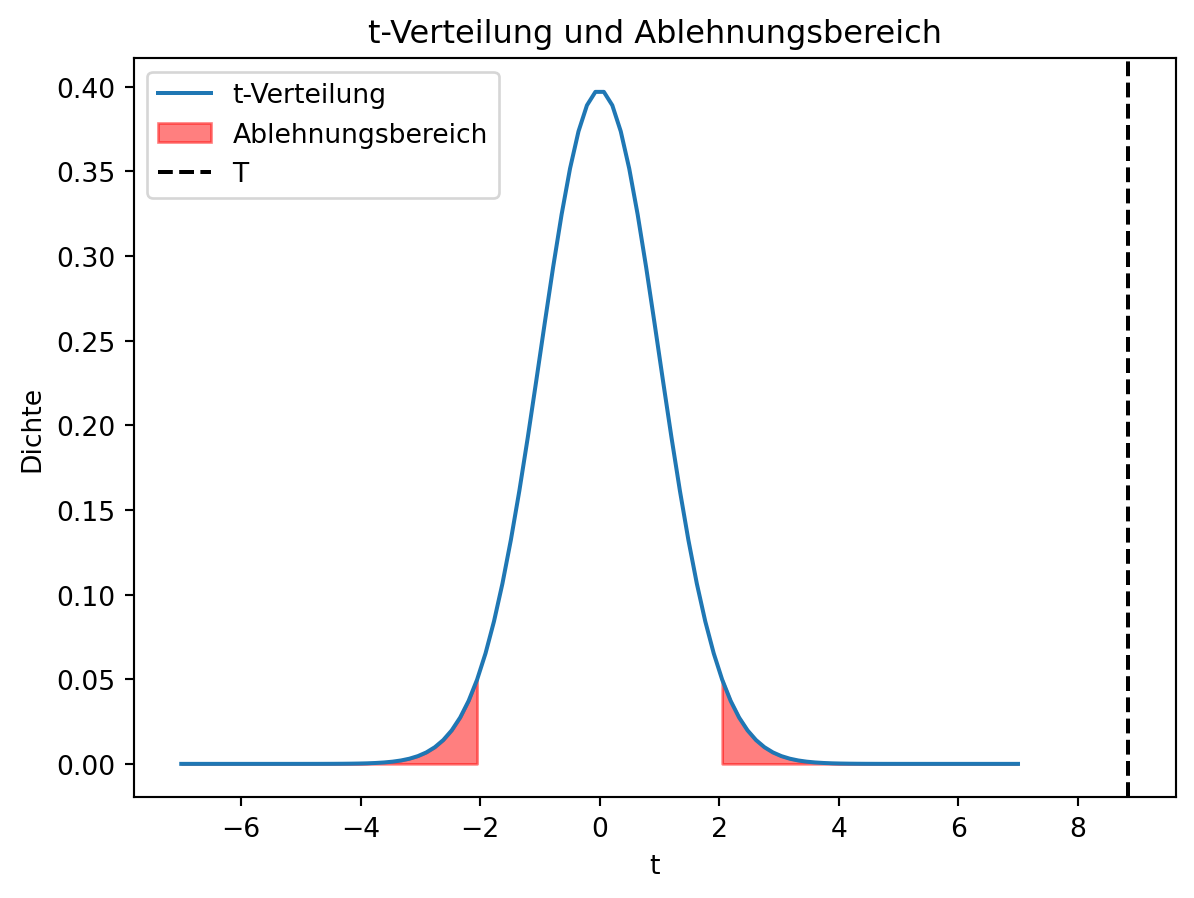 t-Verteilung und Ablehnungsbereich
t-Verteilung
Ablehnungsbereich
T
Dichte
0.40
0.35
0.30
0.25
0.20
0.15
0.10
0.05
0.00
−6
−4
−2
0
2
4
6
8
t